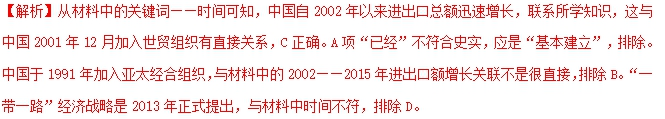 【解析】从材料中的关键词——时间可知，中国自 2002 年以来进出口总额迅速增长，联系所学知识，这与
中国 2001 年 12 月加入世贸组织有直接关系，C 正确。A 项“已经”不符合史实，应是“基本建立”，排除。
中国于 1991 年加入亚太经合组织，与材料中的 2002——2015 年进出口额增长关联不是很直接，排除 B。“一
带一路”经济战略是 2013 年正式提出，与材料中时间不符，排除 D。